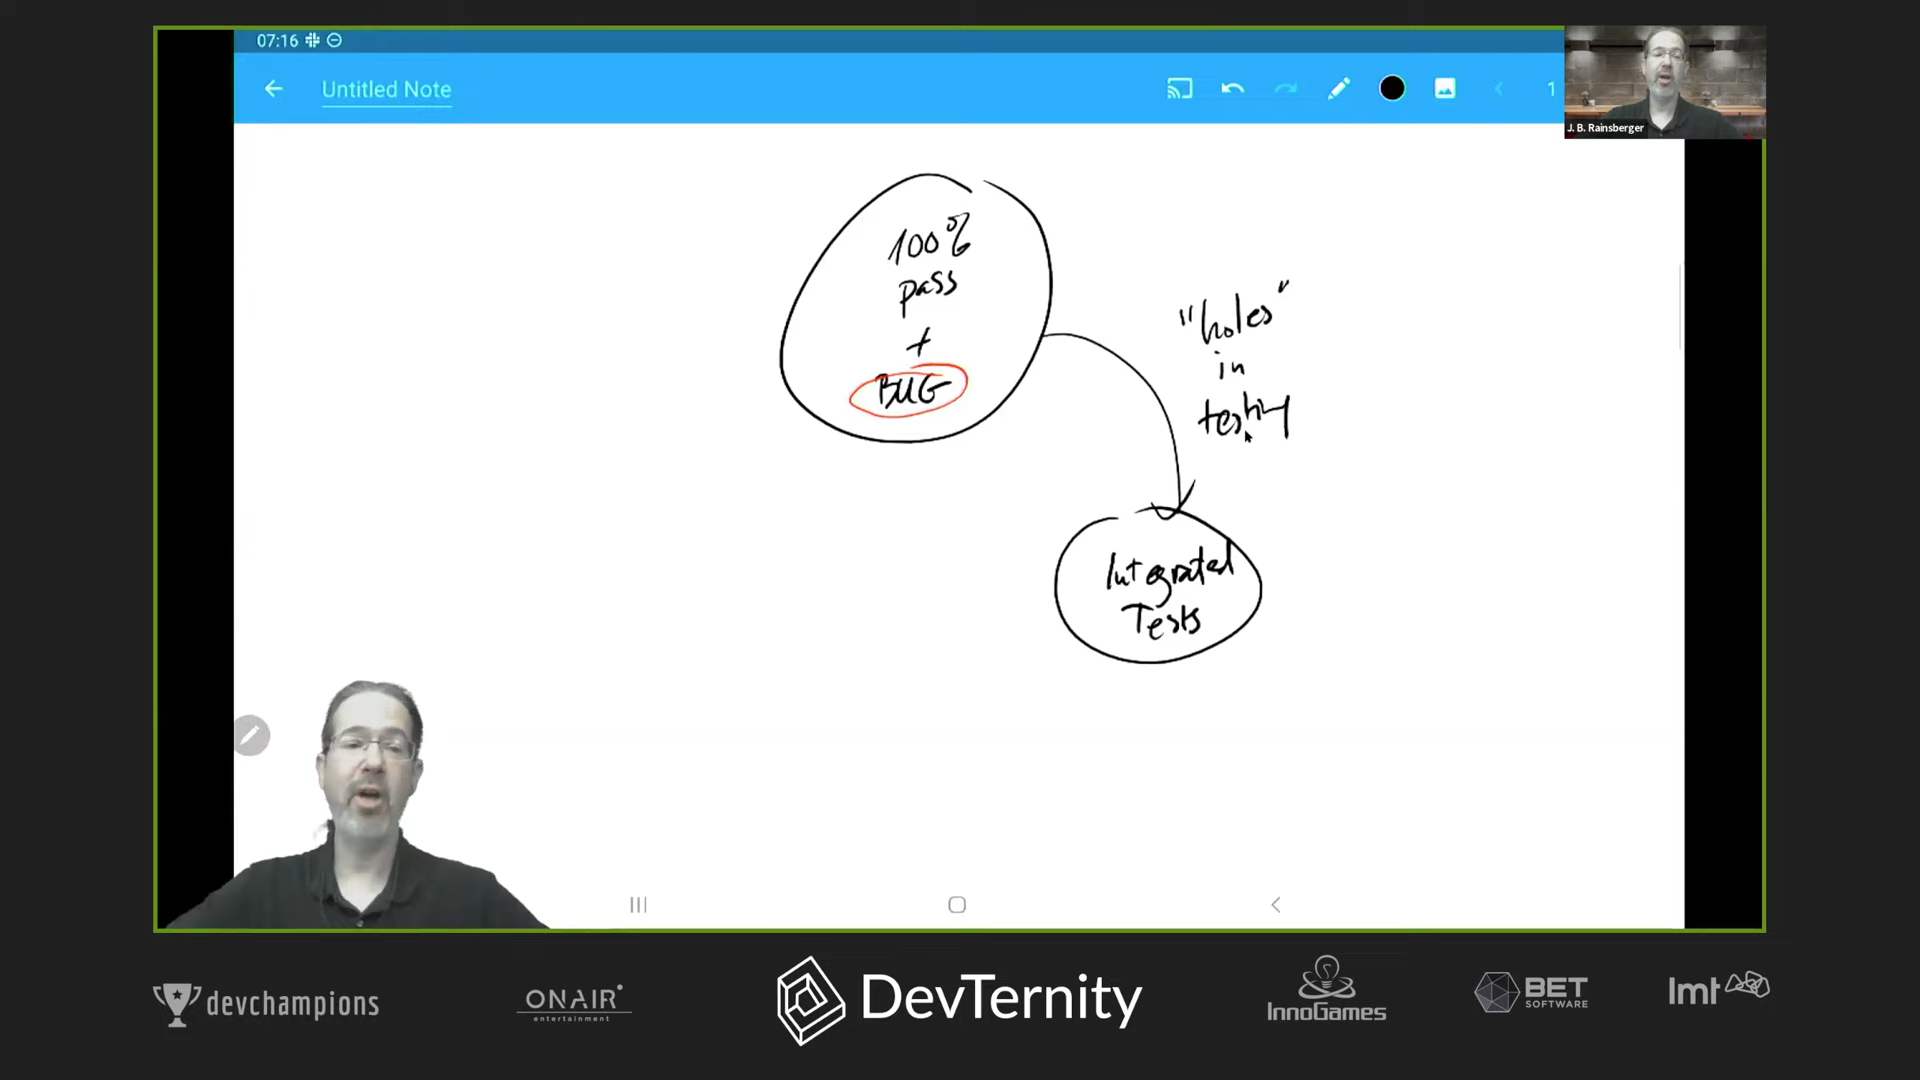 07:16
Untitled Note
1
J. B. Rainsberger
100%
pass
+
BUG
"holes"
in
testing
Integrated
Tests
devchampions
ONAIR
entertainment
DevTernity
InnoGames
BET
SOFTWARE
lmt